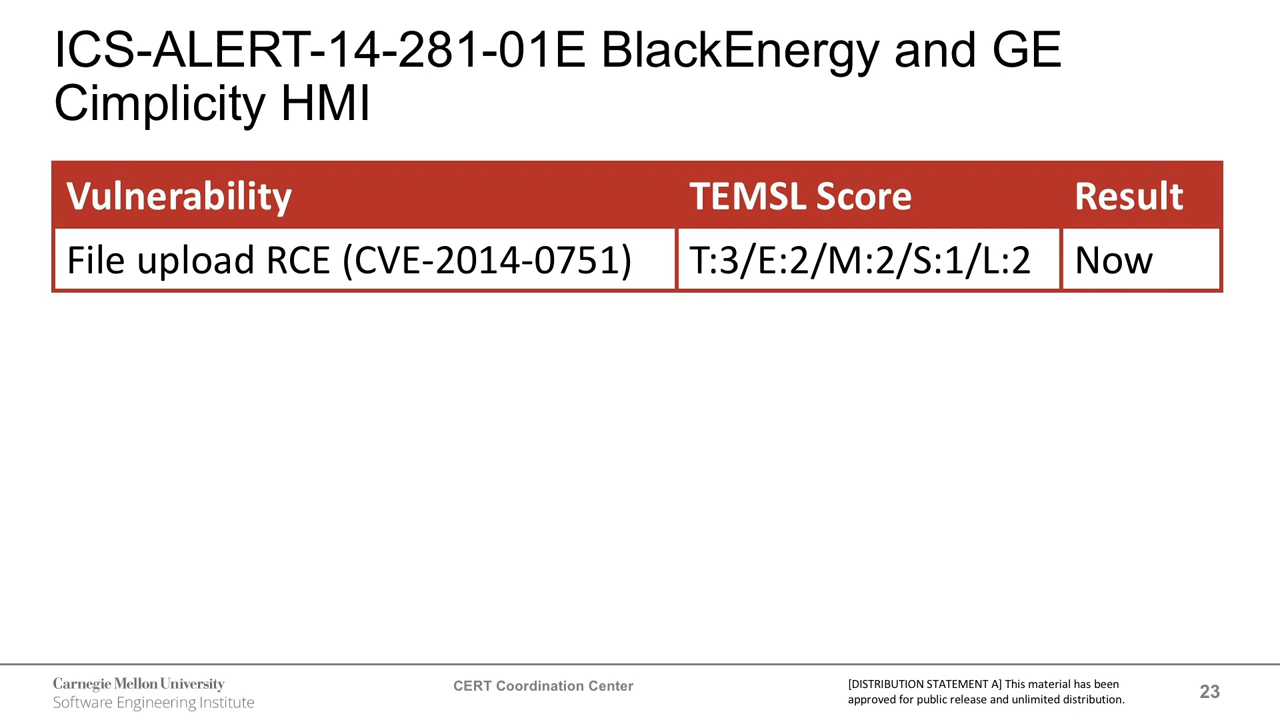 ICS-ALERT-14-281-01E BlackEnergy and GE
Cimplicity HMI
Vulnerability TEMSL Score Result
File upload RCE (CVE-2014-0751) T:3/E:2/M:2/S:1/L:2 Now
Carnegie Mellon University
Software Engineering Institute
CERT Coordination Center
[DISTRIBUTION STATEMENT A] This material has been
approved for public release and unlimited distribution.
23